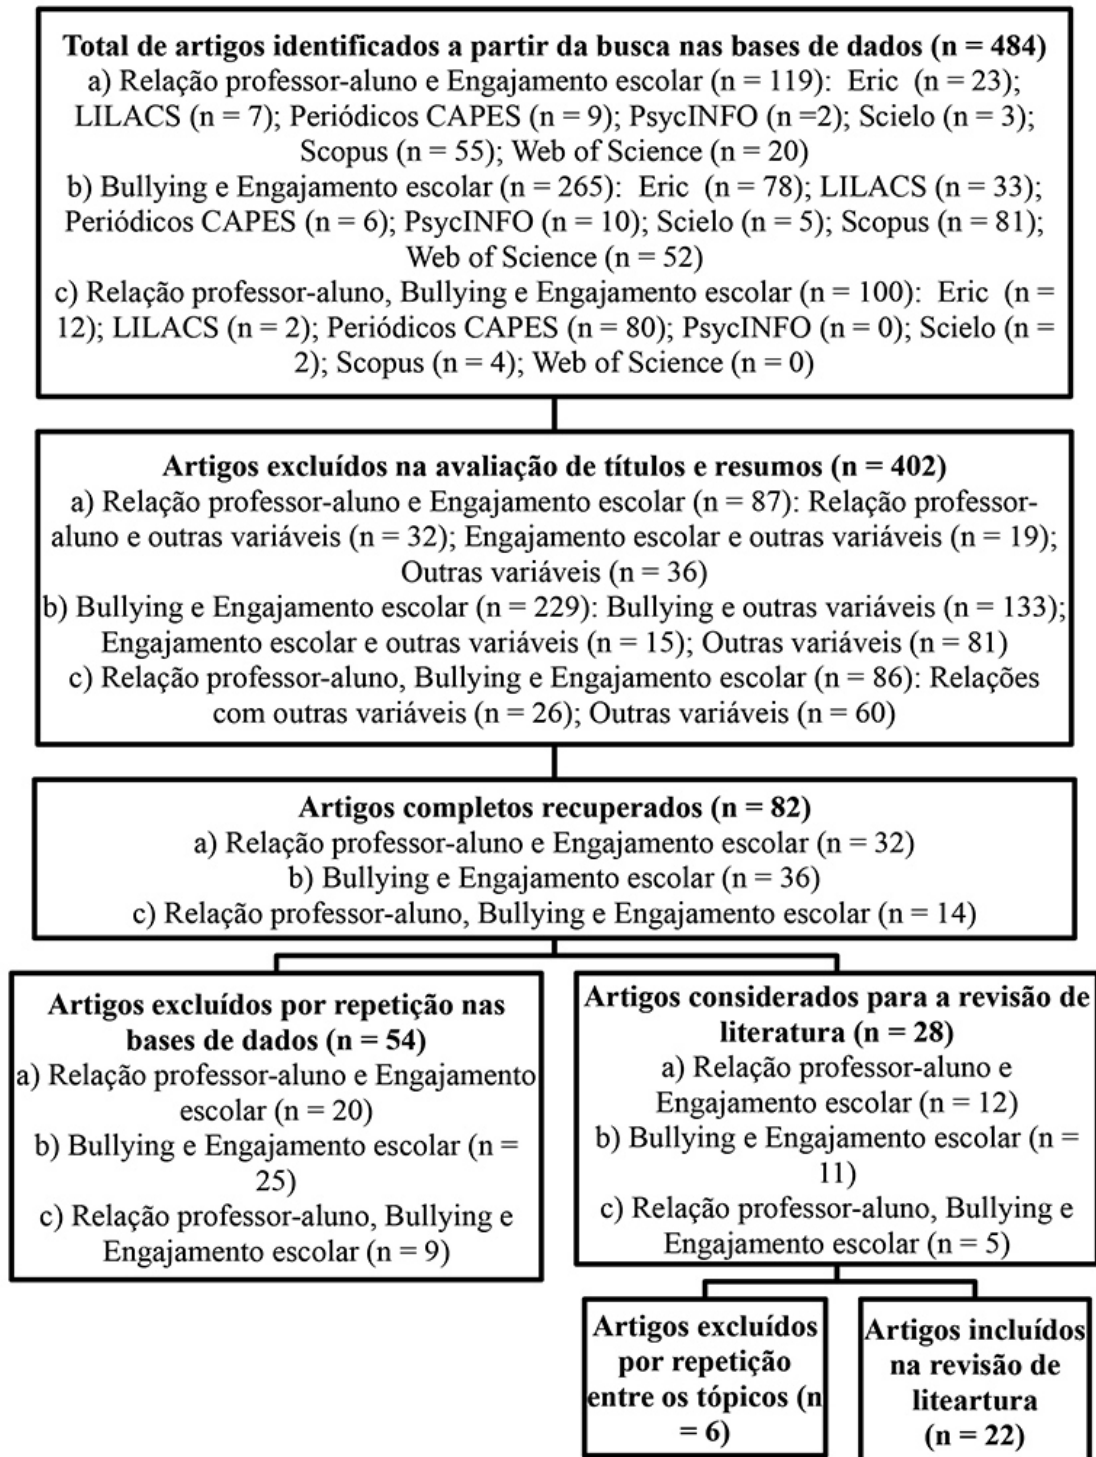 Total de artigos identificados a partir da busca nas bases de dados (n = 484)
a) Relação professor-aluno e Engajamento escolar (n = 119): Eric (n = 23);
LILACS (n = 7); Periódicos CAPES (n = 9); PsycINFO (n =2); Scielo (n = 3);
Scopus (n = 55); Web of Science (n = 20)
b) Bullying e Engajamento escolar (n = 265): Eric (n = 78); LILACS (n = 33);
Periódicos CAPES (n = 6); PsycINFO (n = 10); Scielo (n = 5); Scopus (n = 81);
Web of Science (n = 52)
c) Relação professor-aluno, Bullying e Engajamento escolar (n = 100): Eric (n =
12); LILACS (n = 2); Periódicos CAPES (n = 80); PsycINFO (n = 0); Scielo (n =
2); Scopus (n = 4); Web of Science (n = 0)
Artigos excluídos na avaliação de títulos e resumos (n = 402)
a) Relação professor-aluno e Engajamento escolar (n = 87): Relação professor-
aluno e outras variáveis (n = 32); Engajamento escolar e outras variáveis (n = 19);
Outras variáveis (n = 36)
b) Bullying e Engajamento escolar (n = 229): Bullying e outras variáveis (n = 133);
Engajamento escolar e outras variáveis (n = 15); Outras variáveis (n = 81)
c) Relação professor-aluno, Bullying e Engajamento escolar (n = 86): Relações
com outras variáveis (n = 26); Outras variáveis (n = 60)
Artigos completos recuperados (n = 82)
a) Relação professor-aluno e Engajamento escolar (n = 32)
b) Bullying e Engajamento escolar (n = 36)
c) Relação professor-aluno, Bullying e Engajamento escolar (n = 14)
Artigos excluídos por repetição nas
bases de dados (n = 54)
a) Relação professor-aluno e Engajamento
escolar (n = 20)
b) Bullying e Engajamento escolar (n =
25)
c) Relação professor-aluno, Bullying e
Engajamento escolar (n = 9)
Artigos considerados para a revisão de
literatura (n = 28)
a) Relação professor-aluno e
Engajamento escolar (n = 12)
b) Bullying e Engajamento escolar (n =
11)
c) Relação professor-aluno, Bullying e
Engajamento escolar (n = 5)
Artigos excluídos
por repetição
entre os tópicos (n
= 6)
Artigos incluídos
na revisão de
liteartura
(n = 22)